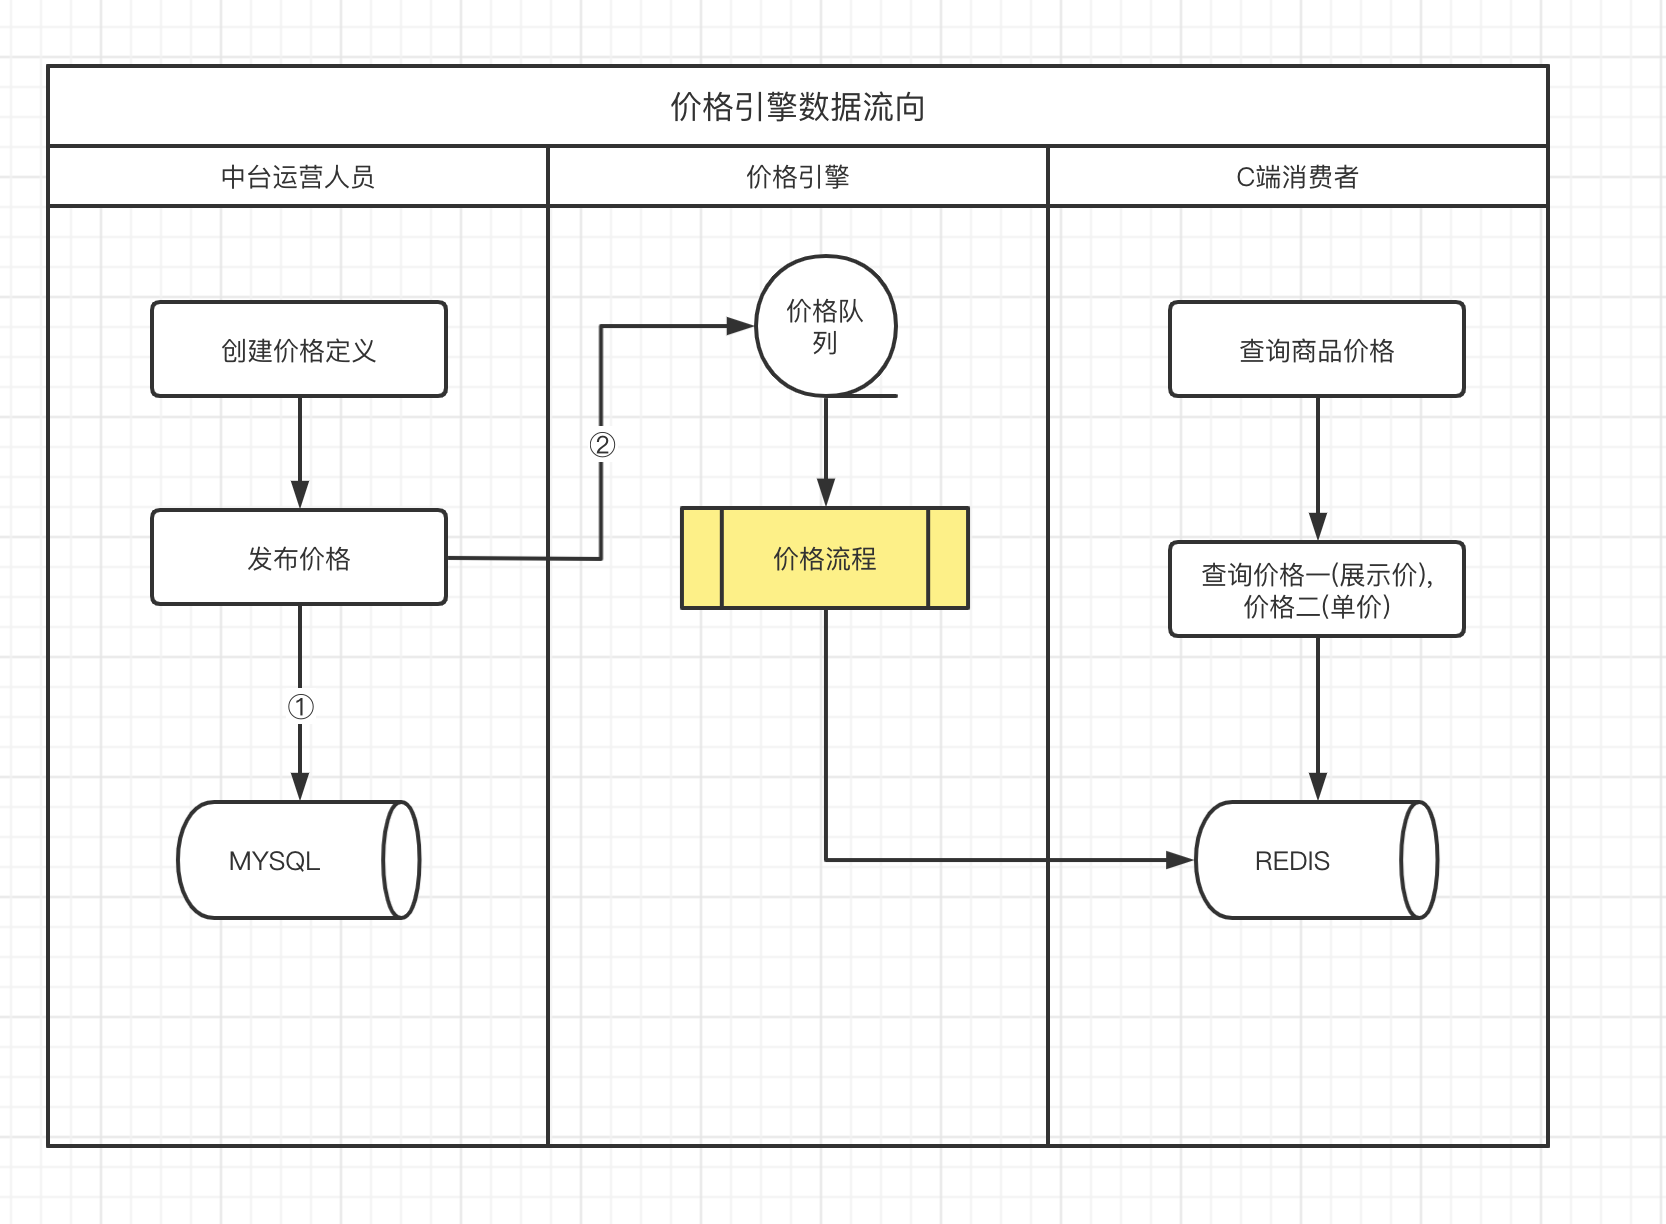 价格引擎数据流向
中台运营人员
价格引擎
C端消费者
创建价格定义
价格队
列
查询商品价格
②
发布价格
价格流程
查询价格一(展示价),
价格二(单价)
①
MYSQL
REDIS